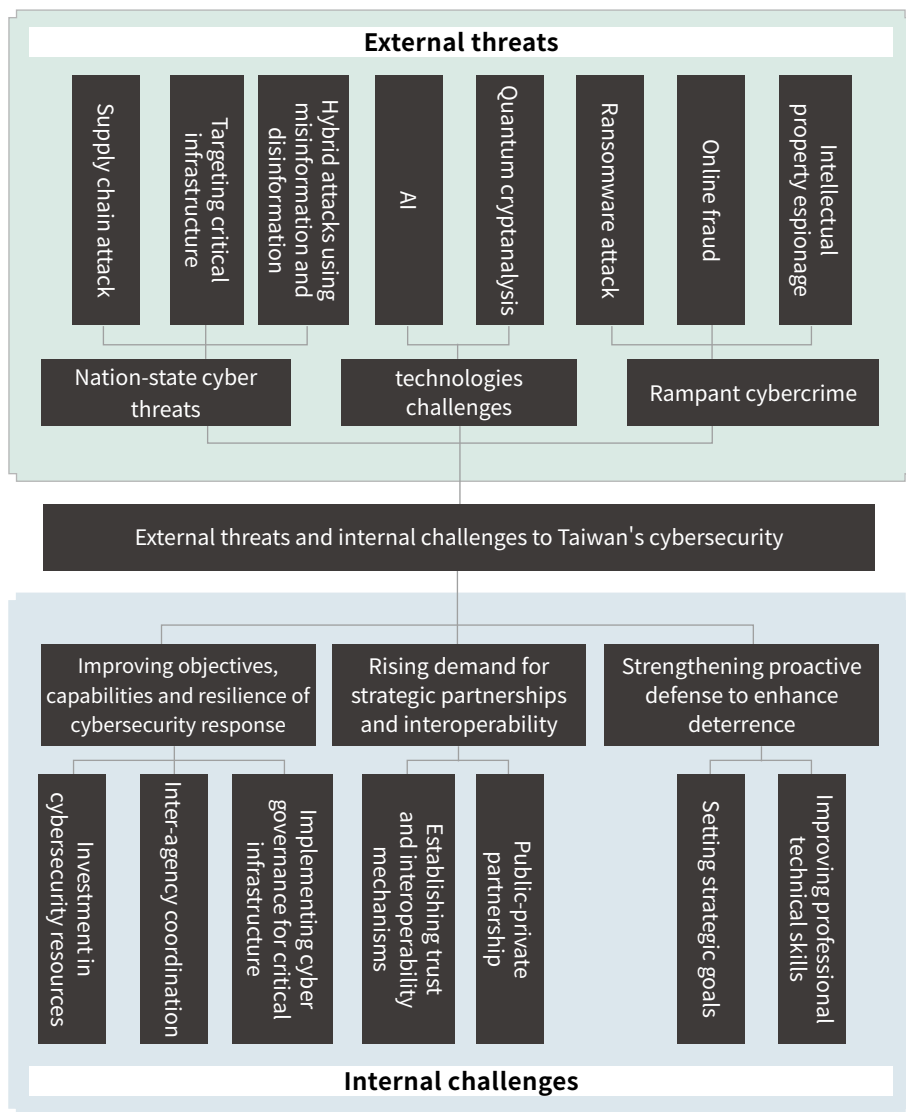 External threats
Supply chain attack
Targeting critical
infrastructure
Hybrid attacks using
misinformation and
disinformation
AI
Quantum cryptanalysis
Ransomware attack
Online fraud
Intellectual
property espionage
Nation-state cyber
threats
technologies
challenges
Rampant cybercrime
External threats and internal challenges to Taiwan's cybersecurity
Improving objectives,
capabilities and resilience of
cybersecurity response
Rising demand for
strategic partnerships
and interoperability
Strengthening proactive
defense to enhance
deterrence
Investment in
cybersecurity resources
Inter-agency coordination
Implementing cyber
governance for critical
infrastructure
Establishing trust
and interoperability
mechanisms
Public-private
partnership
Setting strategic goals
Improving professional
technical skills
Internal challenges